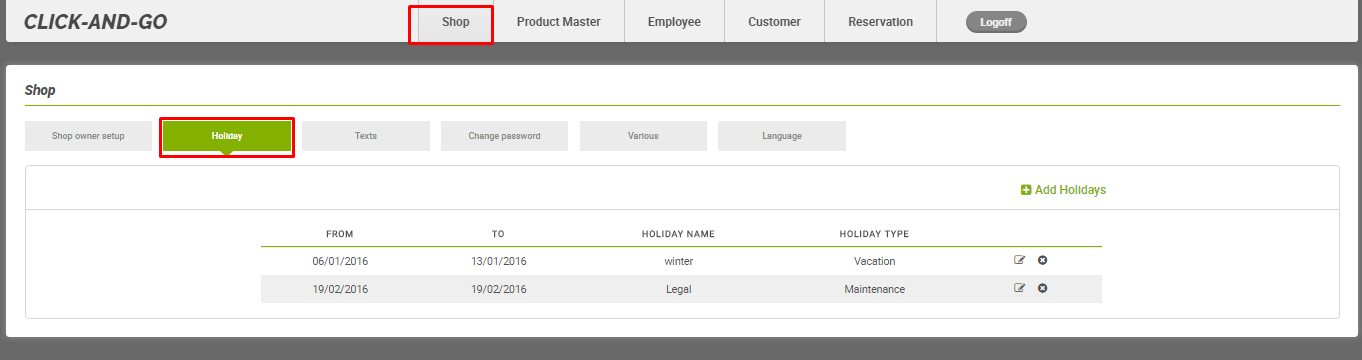 CLICK-AND-GO Shop Product Master Employee Customer Reservation Logoff
Shop
Shop owner setup Holiday Texts Change password Various Language
Add Holidays
FROM TO HOLIDAY NAME HOLIDAY TYPE
06/01/2016 13/01/2016 winter Vacation
19/02/2016 19/02/2016 Legal Maintenance